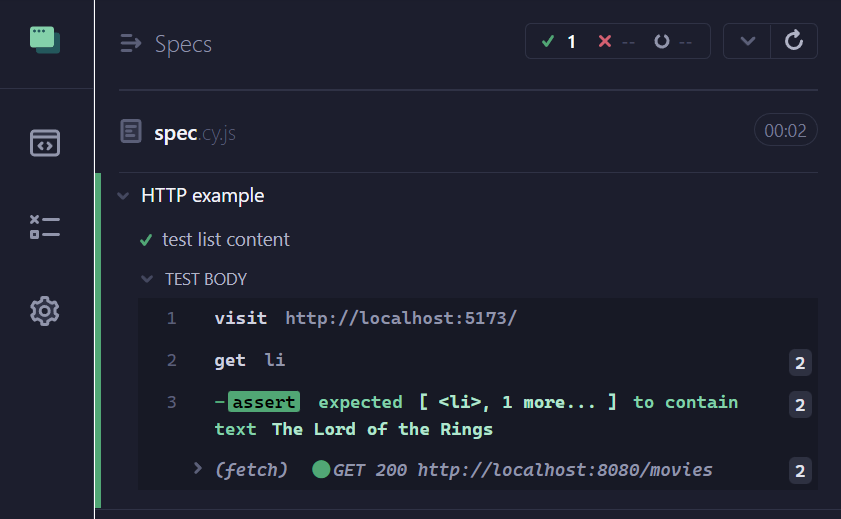 Specs
1 -- --
spec.cy.js
00:02
HTTP example
test list content
TEST BODY
1 visit http://localhost:5173/
2 get li 2
3 -assert expected [ <li>, 1 more... ] to contain 2
text The Lord of the Rings
(fetch) GET 200 http://localhost:8080/movies 2